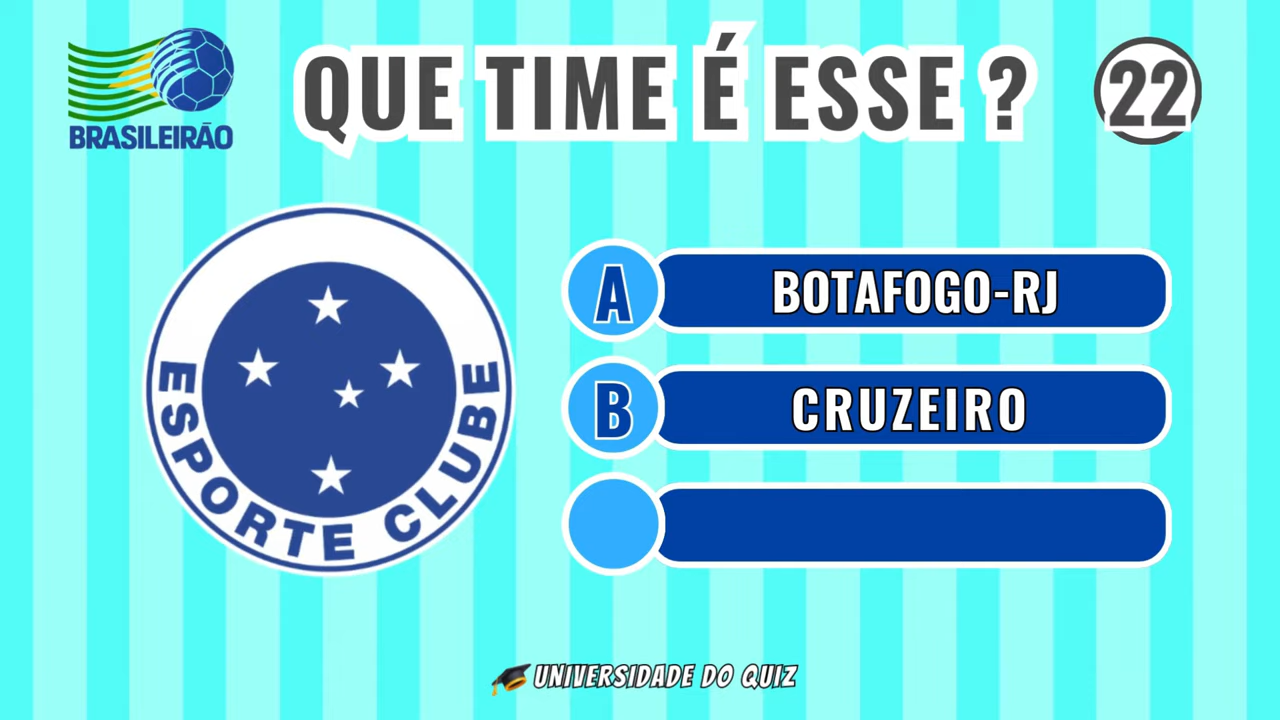 BRASILEIRÃO
QUE TIME É ESSE ?
22
ESPORTE CLUBE
A
BOTAFOGO-RJ
B
CRUZEIRO
UNIVERSIDADE DO QUIZ